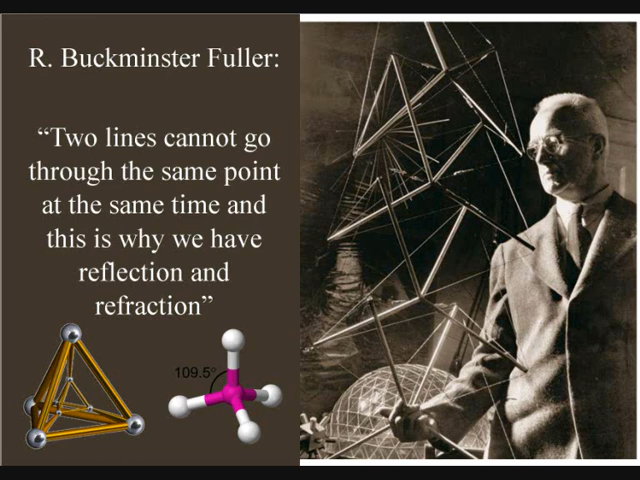 R. Buckminster Fuller:
“Two lines cannot go
through the same point
at the same time and
this is why we have
reflection and
refraction”
109.5°